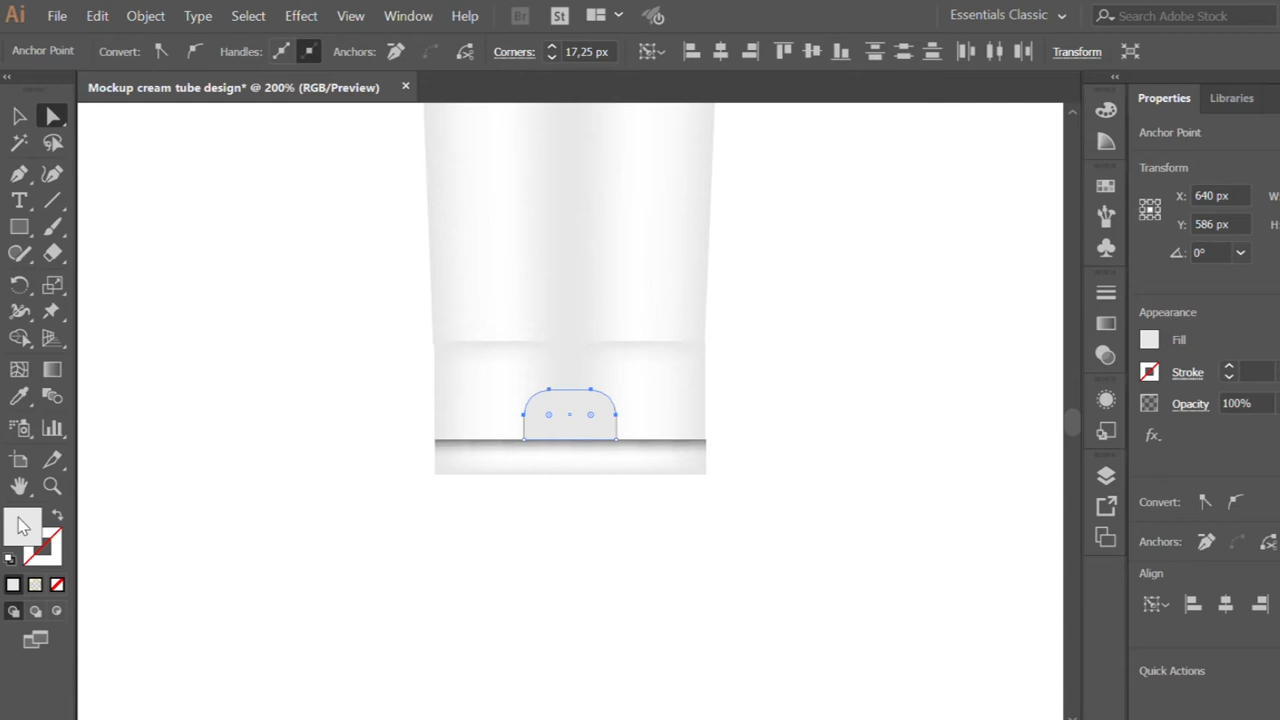 Ai File Edit Object Type Select Effect View Window Help Br St Essentials Classic Search Adobe Stock
Anchor Point Convert: Handles: Anchors: Corners: 17,25 px Transform
Mockup cream tube design* @ 200% (RGB/Preview) ×
Properties Libraries
Anchor Point
Transform
X: 640 px W:
Y: 586 px H:
0°
Appearance
Fill
Stroke
Opacity 100%
fx
Convert:
Anchors:
Align
Quick Actions